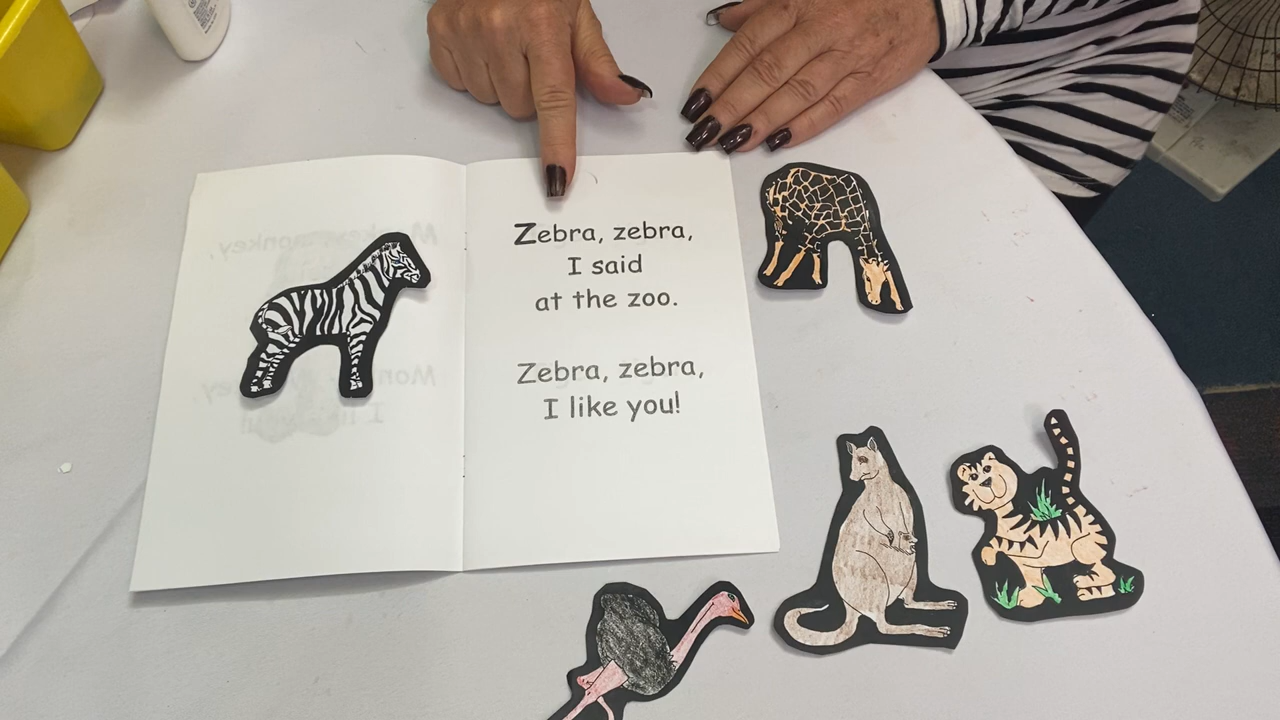 Zebra, zebra,
I said
at the zoo.
Zebra, zebra,
I like you!